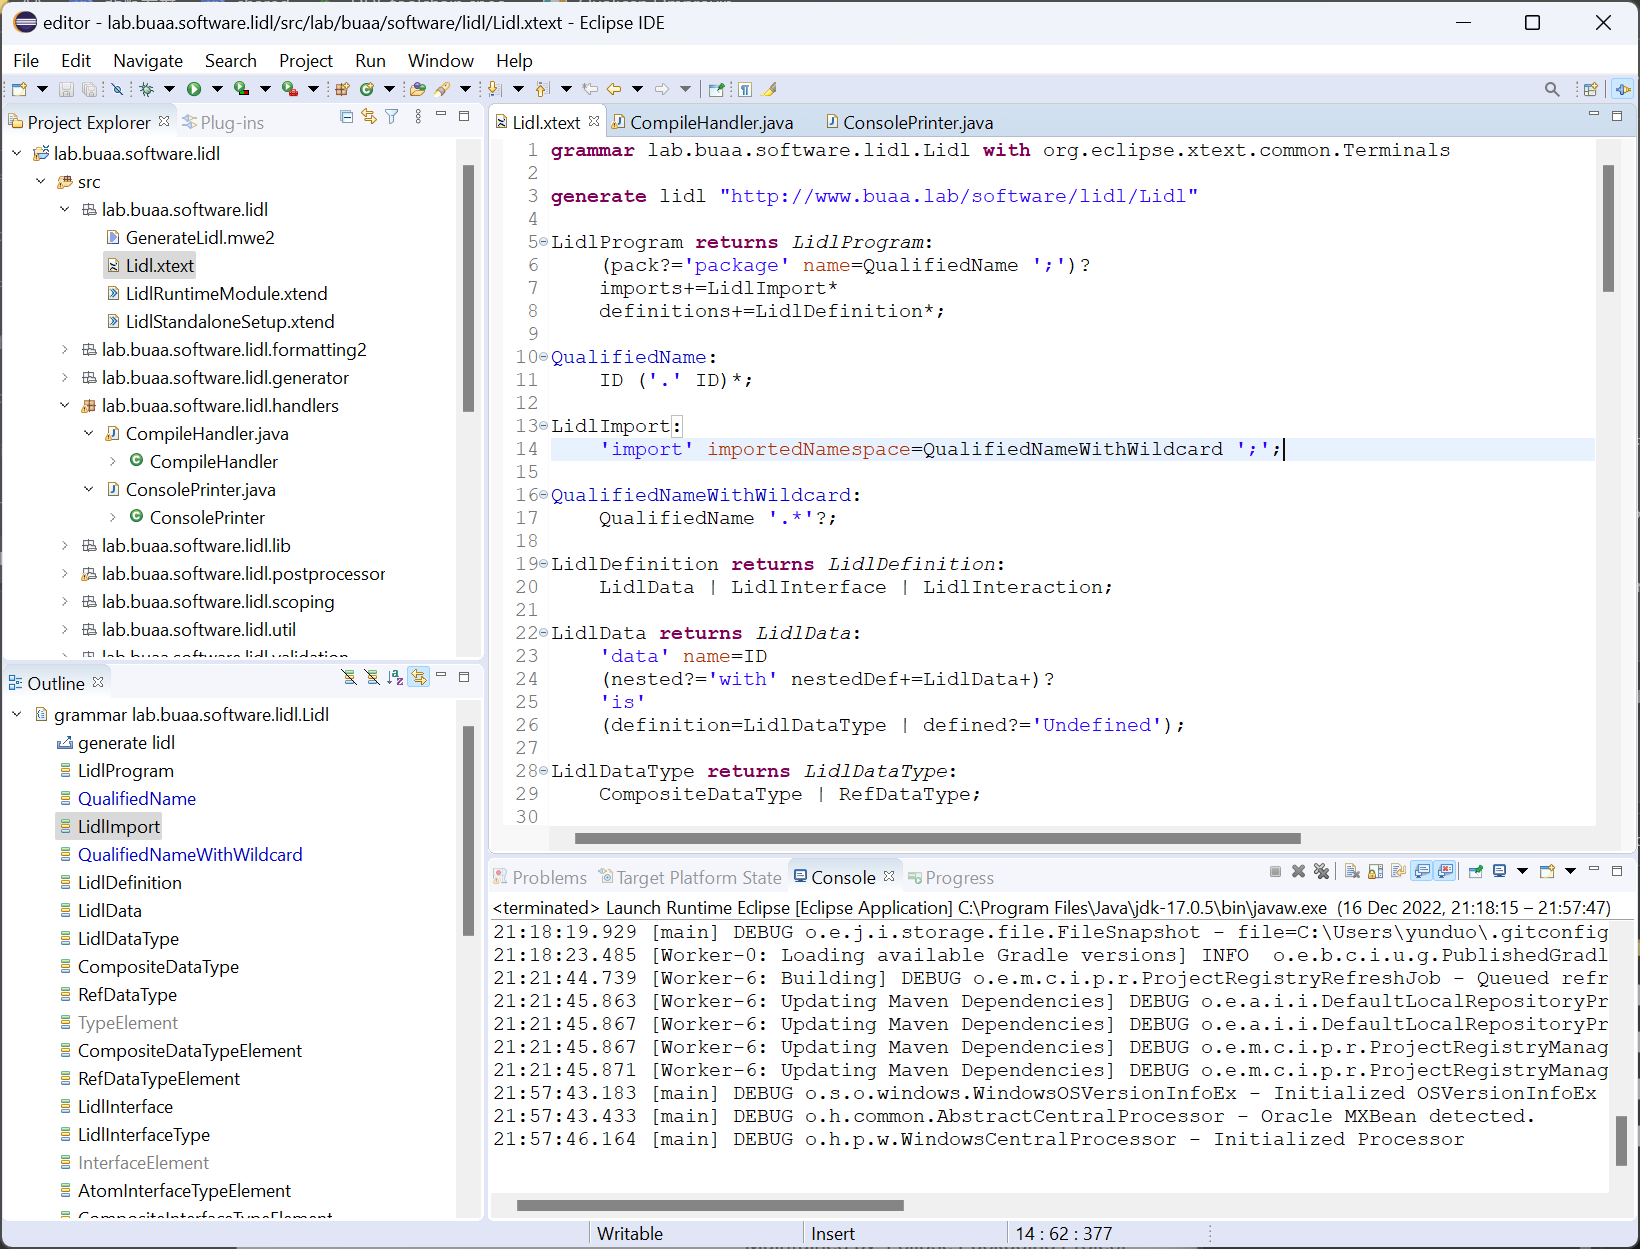 editor - lab.buaa.software.lidl/src/lab/buaa/software/lidl/Lidl.xtext - Eclipse IDE
File Edit Navigate Search Project Run Window Help
Project Explorer
Plug-ins
lab.buaa.software.lidl
src
lab.buaa.software.lidl
GenerateLidl.mwe2
Lidl.xtext
LidlRuntimeModule.xtend
LidlStandaloneSetup.xtend
lab.buaa.software.lidl.formatting2
lab.buaa.software.lidl.generator
lab.buaa.software.lidl.handlers
CompileHandler.java
CompileHandler
ConsolePrinter.java
ConsolePrinter
lab.buaa.software.lidl.lib
lab.buaa.software.lidl.postprocessor
lab.buaa.software.lidl.scoping
lab.buaa.software.lidl.util
lab.buaa.software.lidl.validation
Outline
grammar lab.buaa.software.lidl.Lidl
generate lidl
LidlProgram
QualifiedName
LidlImport
QualifiedNameWithWildcard
LidlDefinition
LidlData
LidlDataType
CompositeDataType
RefDataType
TypeElement
CompositeDataTypeElement
RefDataTypeElement
LidlInterface
LidlInterfaceType
InterfaceElement
AtomInterfaceTypeElement
CompositeInterfaceTypeElement
Lidl.xtext CompileHandler.java ConsolePrinter.java
1 grammar lab.buaa.software.lidl.Lidl with org.eclipse.xtext.common.Terminals
2
3 generate lidl "http://www.buaa.lab/software/lidl/Lidl"
4
5 LidlProgram returns LidlProgram:
6 (pack?='package' name=QualifiedName ';')?
7 imports+=LidlImport*
8 definitions+=LidlDefinition*;
9
10 QualifiedName:
11 ID ('.' ID)*;
12
13 LidlImport:
14 'import' importedNamespace=QualifiedNameWithWildcard ';';
15
16 QualifiedNameWithWildcard:
17 QualifiedName '.*'?;
18
19 LidlDefinition returns LidlDefinition:
20 LidlData | LidlInterface | LidlInteraction;
21
22 LidlData returns LidlData:
23 'data' name=ID
24 (nested?='with' nestedDef+=LidlData+)?
25 'is'
26 (definition=LidlDataType | defined?='Undefined');
27
28 LidlDataType returns LidlDataType:
29 CompositeDataType | RefDataType;
30
Problems Target Platform State Console Progress
<terminated> Launch Runtime Eclipse [Eclipse Application] C:\Program Files\Java\jdk-17.0.5\bin\javaw.exe (16 Dec 2022, 21:18:15 – 21:57:47)
21:18:19.929 [main] DEBUG o.e.j.i.storage.file.FileSnapshot - file=C:\Users\yunduo\.gitconfig
21:18:23.485 [Worker-0: Loading available Gradle versions] INFO o.e.b.c.i.u.g.PublishedGradl
21:21:44.739 [Worker-6: Building] DEBUG o.e.m.c.i.p.r.ProjectRegistryRefreshJob - Queued refr
21:21:45.863 [Worker-6: Updating Maven Dependencies] DEBUG o.e.a.i.i.DefaultLocalRepositoryPr
21:21:45.867 [Worker-6: Updating Maven Dependencies] DEBUG o.e.a.i.i.DefaultLocalRepositoryPr
21:21:45.867 [Worker-6: Updating Maven Dependencies] DEBUG o.e.m.c.i.p.r.ProjectRegistryManag
21:21:45.871 [Worker-6: Updating Maven Dependencies] DEBUG o.e.m.c.i.p.r.ProjectRegistryManag
21:57:43.183 [main] DEBUG o.s.o.windows.WindowsOSVersionInfoEx - Initialized OSVersionInfoEx
21:57:43.433 [main] DEBUG o.h.common.AbstractCentralProcessor - Oracle MXBean detected.
21:57:46.164 [main] DEBUG o.h.p.w.WindowsCentralProcessor - Initialized Processor
Writable Insert 14 : 62 : 377